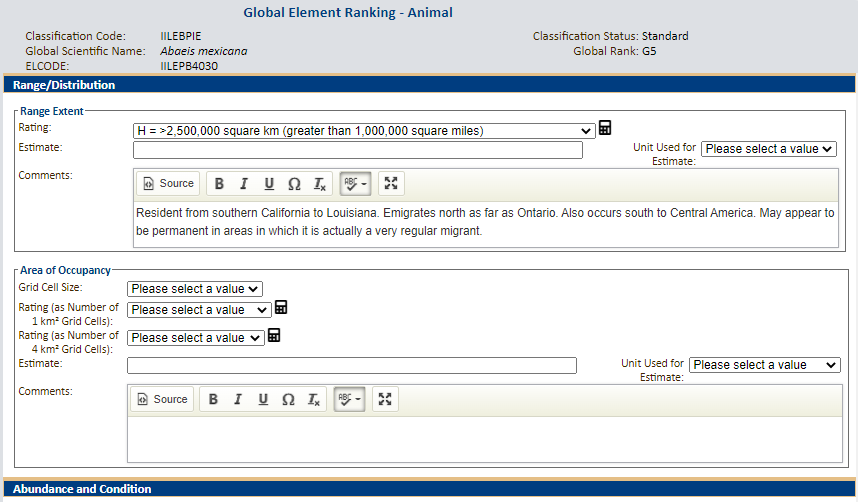 Global Element Ranking - Animal
Classification Code: IILEBPIE Classification Status: Standard
Global Scientific Name: Abaeis mexicana Global Rank: G5
ELCODE: IILEPB4030
Range/Distribution
Range Extent
Rating: H = >2,500,000 square km (greater than 1,000,000 square miles)
Estimate: Unit Used for Please select a value
Estimate:
Comments:
Source B I U Ω Ix ABC
Resident from southern California to Louisiana. Emigrates north as far as Ontario. Also occurs south to Central America. May appear to
be permanent in areas in which it is actually a very regular migrant.
Area of Occupancy
Grid Cell Size: Please select a value
Rating (as Number of Please select a value
1 km² Grid Cells):
Rating (as Number of Please select a value
4 km² Grid Cells):
Estimate: Unit Used for Please select a value
Estimate:
Comments:
Source B I U Ω Ix ABC
Abundance and Condition